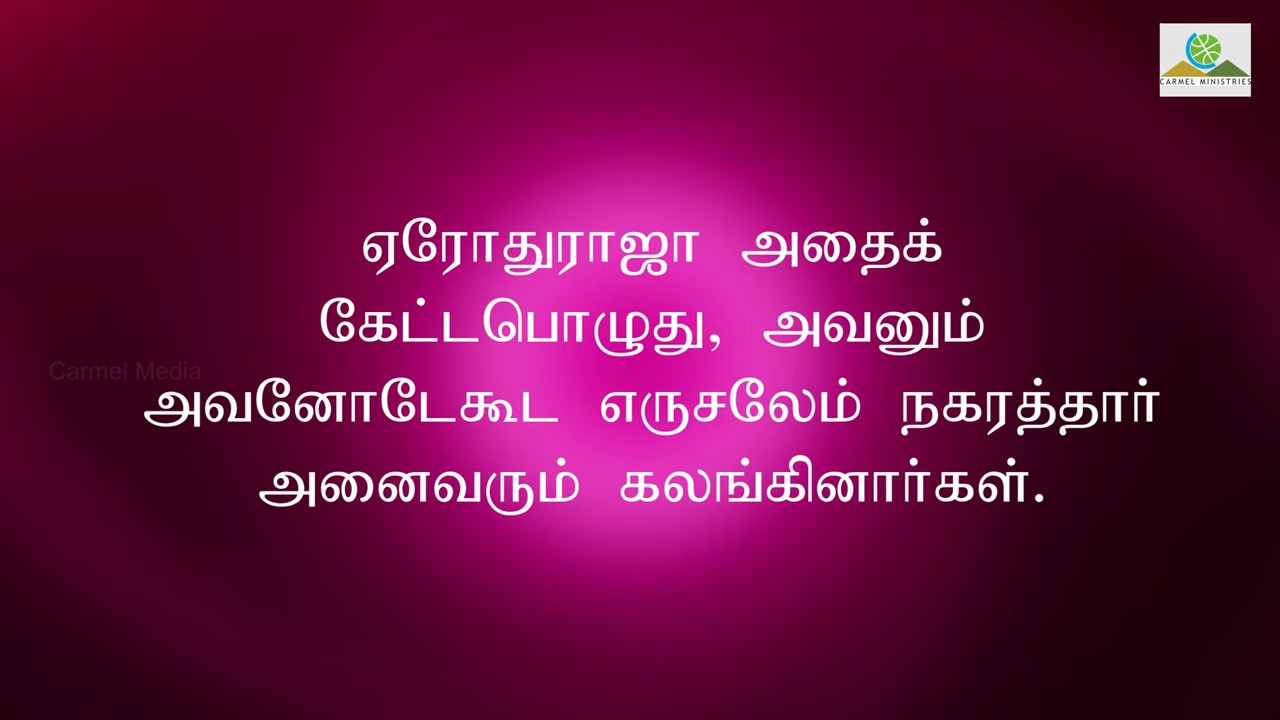 CARMEL MINISTRIES
ஏரோதுராஜா அதைக்
கேட்டபொழுது, அவனும்
Carmel Media
அவனோடேகூட எருசலேம் நகரத்தார்
அனைவரும் கலங்கினார்கள்.